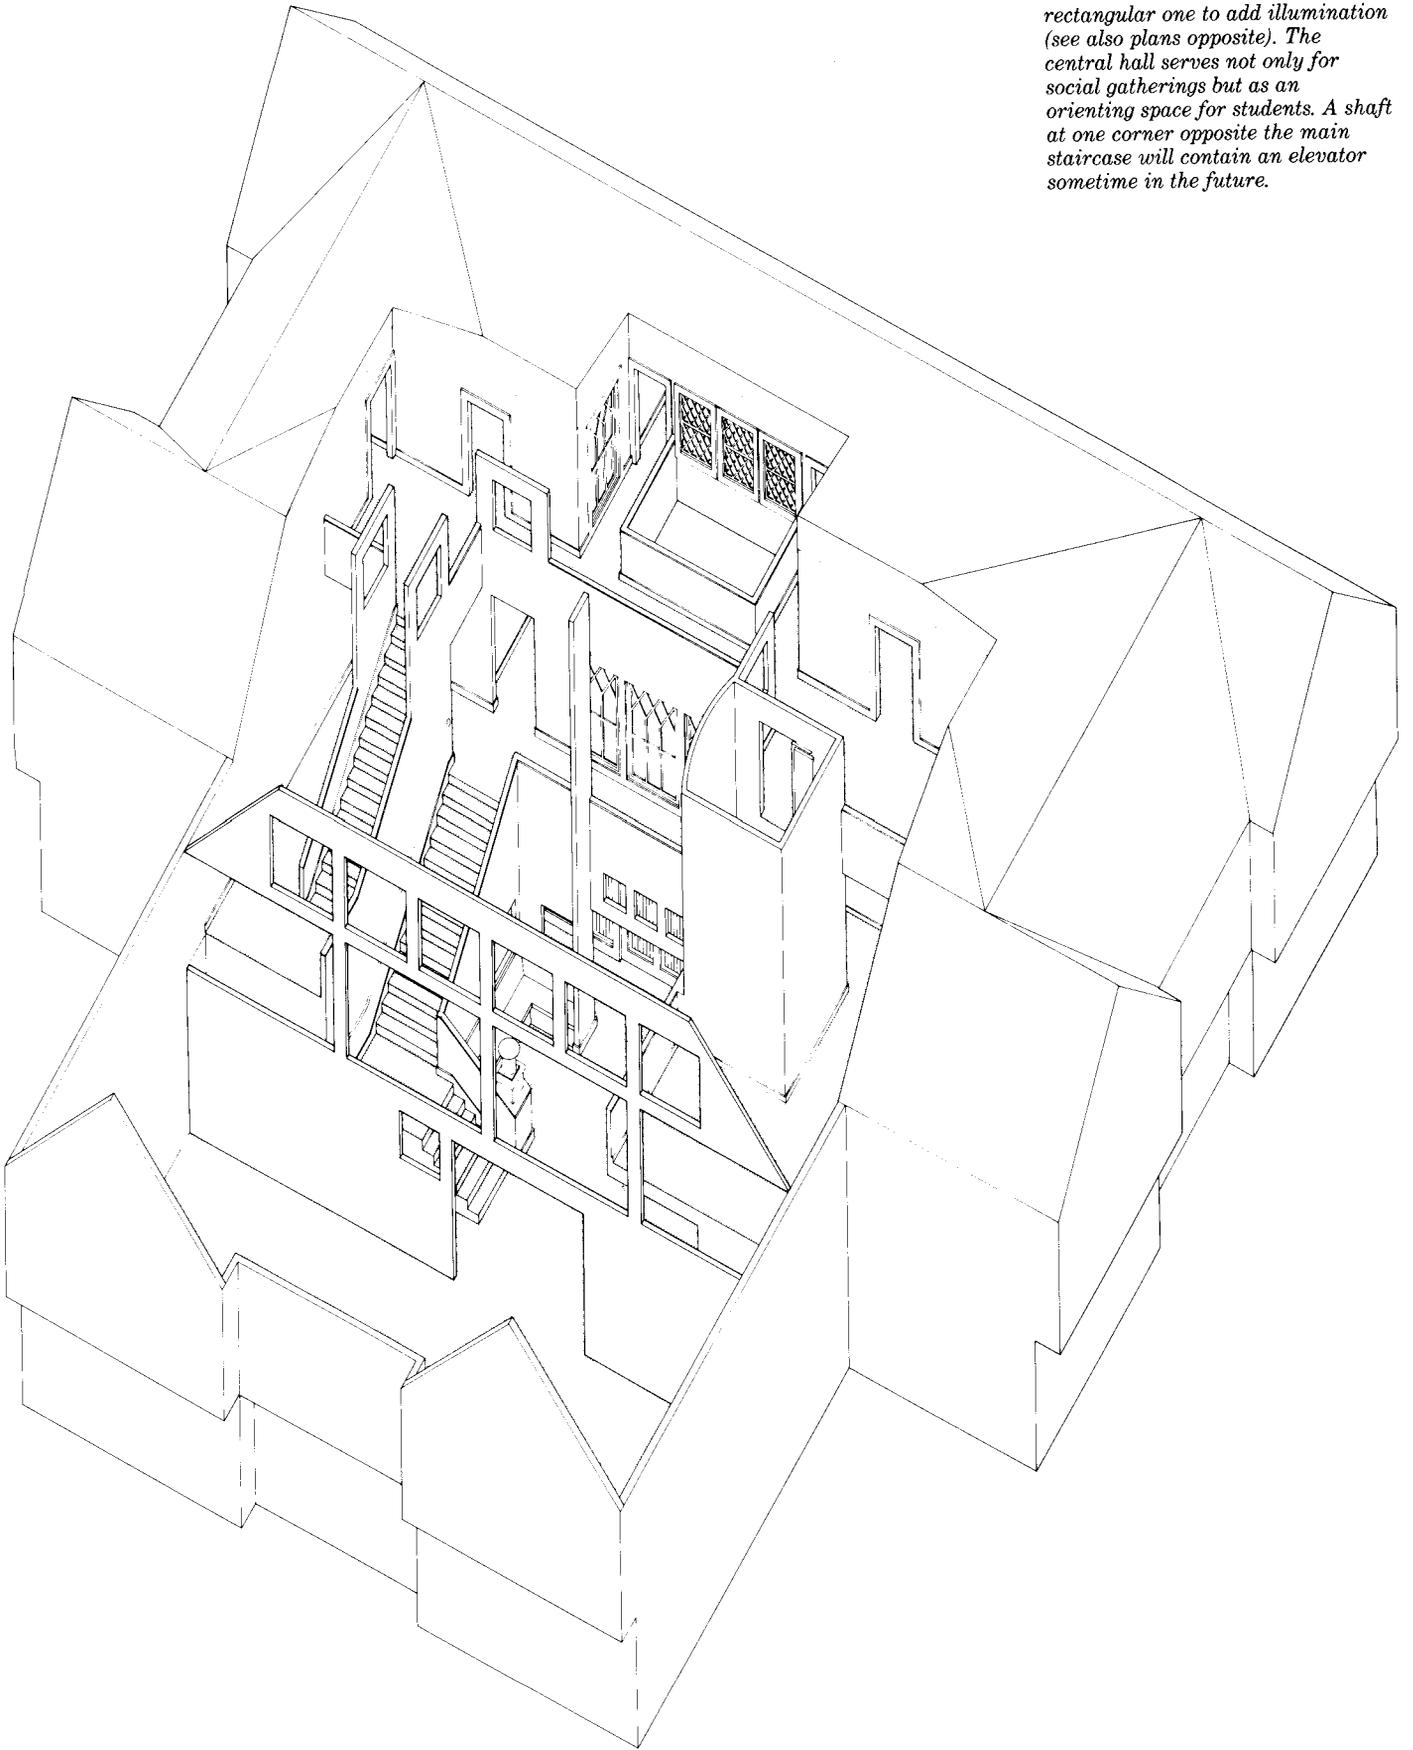 rectangular one to add illumination
(see also plans opposite). The
central hall serves not only for
social gatherings but as an
orienting space for students. A shaft
at one corner opposite the main
staircase will contain an elevator
sometime in the future.